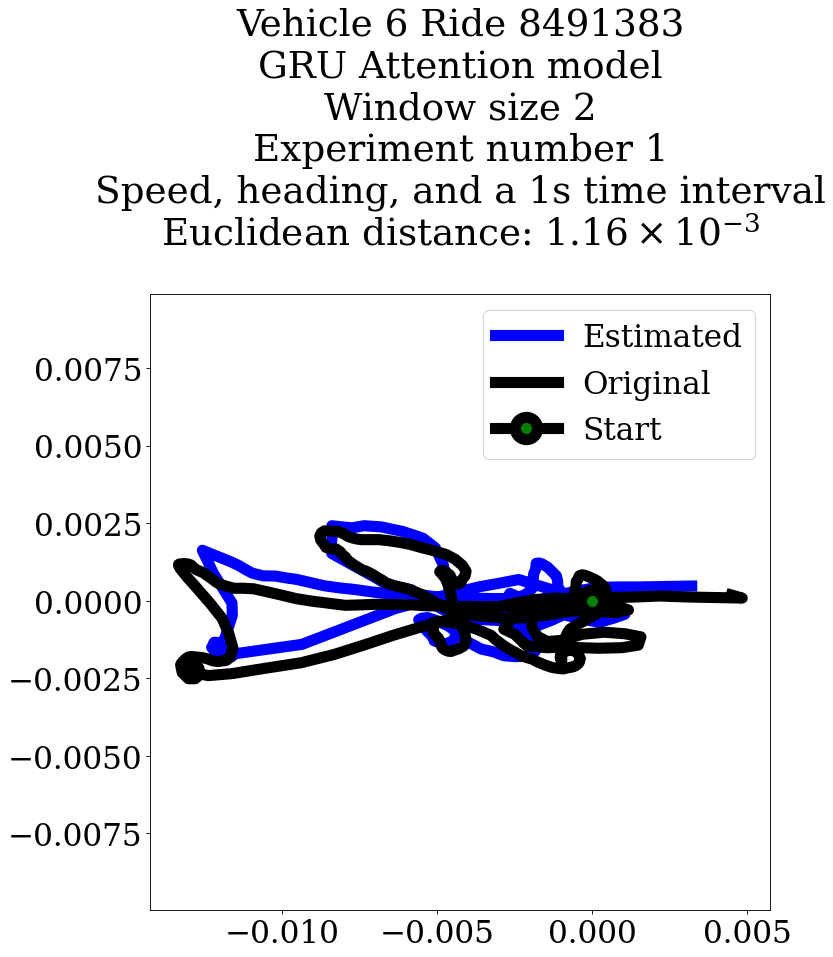 Vehicle 6 Ride 8491383
GRU Attention model
Window size 2
Experiment number 1
Speed, heading, and a 1s time interval
Euclidean distance: 1.16 × 10⁻³
Estimated
Original
Start
0.0075
0.0050
0.0025
0.0000
−0.0025
−0.0050
−0.0075
−0.010
−0.005
0.000
0.005